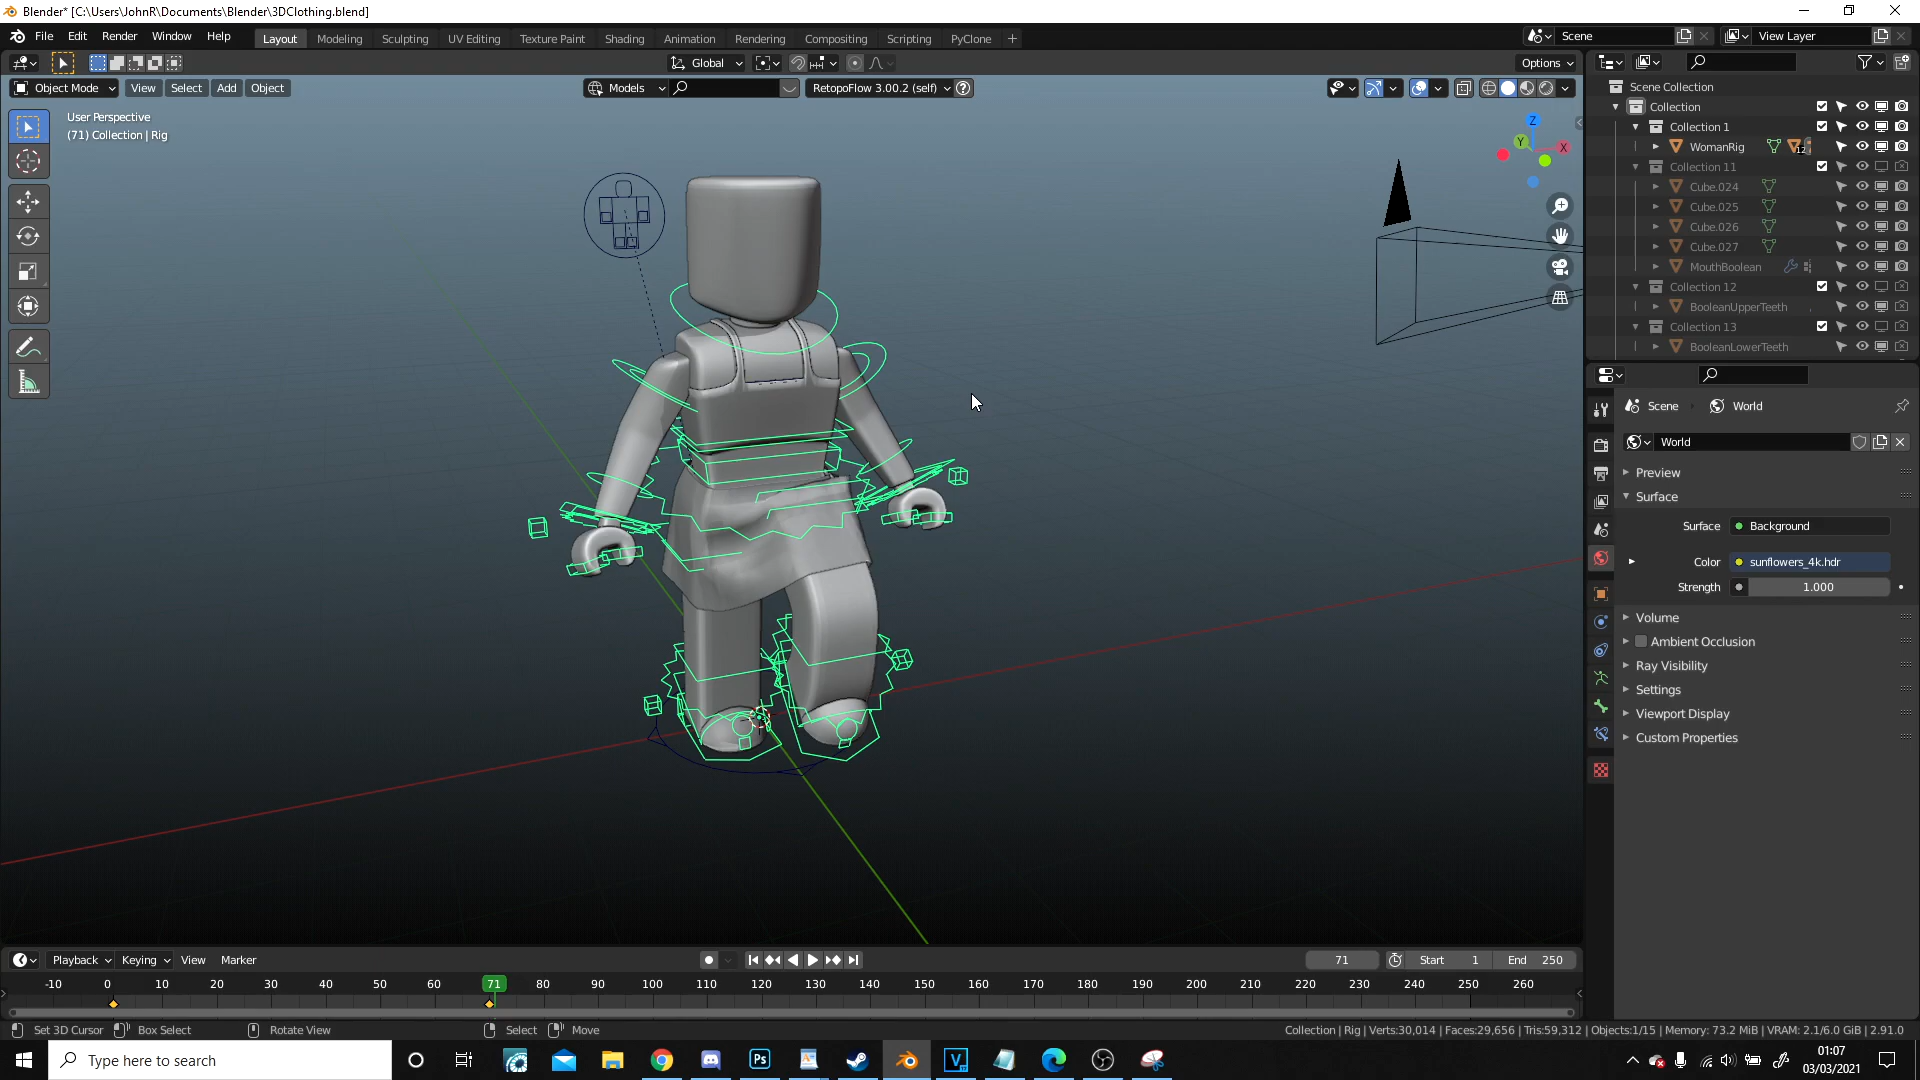 Blender* [C:\Users\JohnR\Documents\Blender\3DClothing.blend]
File Edit Render Window Help Layout Modeling Sculpting UV Editing Texture Paint Shading Animation Rendering Compositing Scripting PyClone + Scene View Layer
Global Options
Object Mode View Select Add Object Models RetopoFlow 3.00.2 (self)
User Perspective
(71) Collection | Rig
Z
Y
X
Scene Collection
Collection
Collection 1
WomanRig 12
Collection 11
Cube.024
Cube.025
Cube.026
Cube.027
MouthBoolean
Collection 12
BooleanUpperTeeth
Collection 13
BooleanLowerTeeth
Scene World
World
Preview
Surface
Surface Background
Color sunflowers_4k.hdr
Strength 1.000
Volume
Ambient Occlusion
Ray Visibility
Settings
Viewport Display
Custom Properties
Playback Keying View Marker 71 Start 1 End 250
-10 0 10 20 30 40 50 60 71 80 90 100 110 120 130 140 150 160 170 180 190 200 210 220 230 240 250 260
Set 3D Cursor Box Select Rotate View Select Move Collection | Rig | Verts:30,014 | Faces:29,656 | Tris:59,312 | Objects:1/15 | Memory: 73.2 MiB | VRAM: 2.1/6.0 GiB | 2.91.0
Type here to search Ps V
01:07
03/03/2021